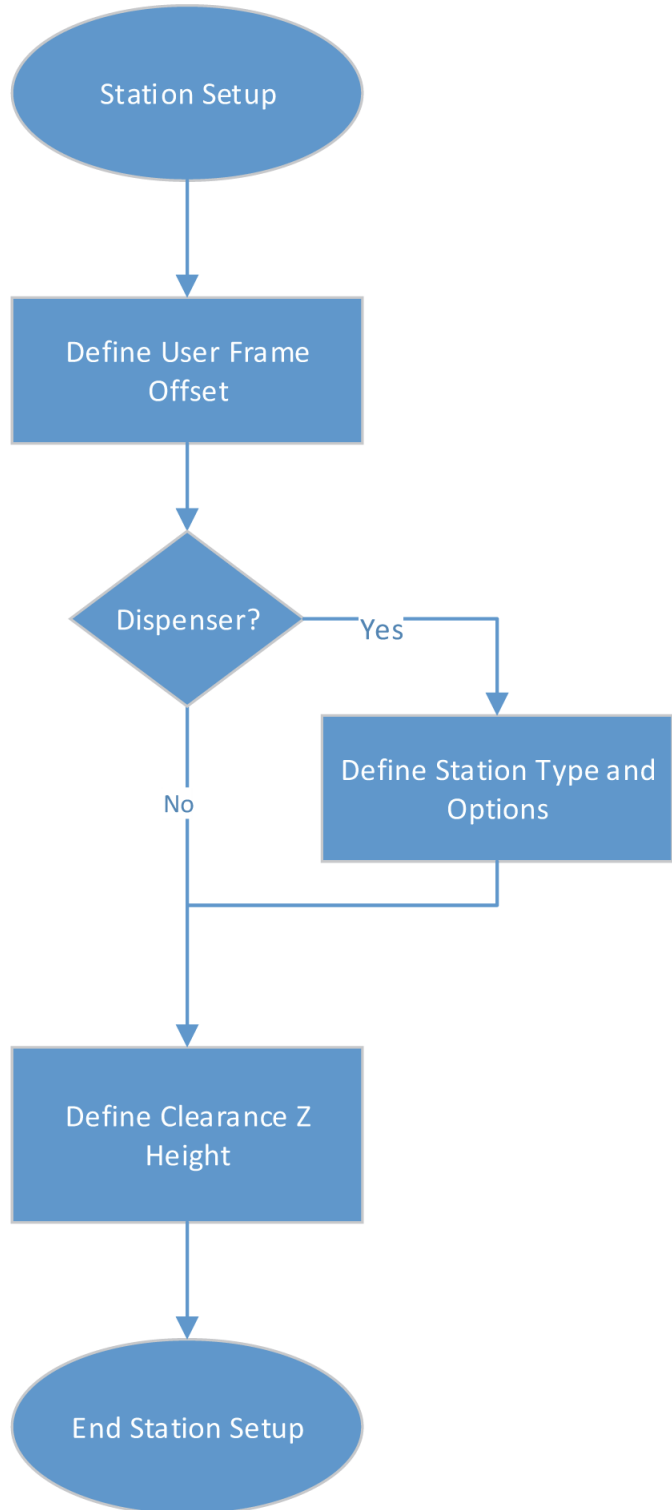 Station Setup
Define User Frame
Offset
Dispenser?
Yes
Define Station Type and
Options
No
Define Clearance Z
Height
End Station Setup